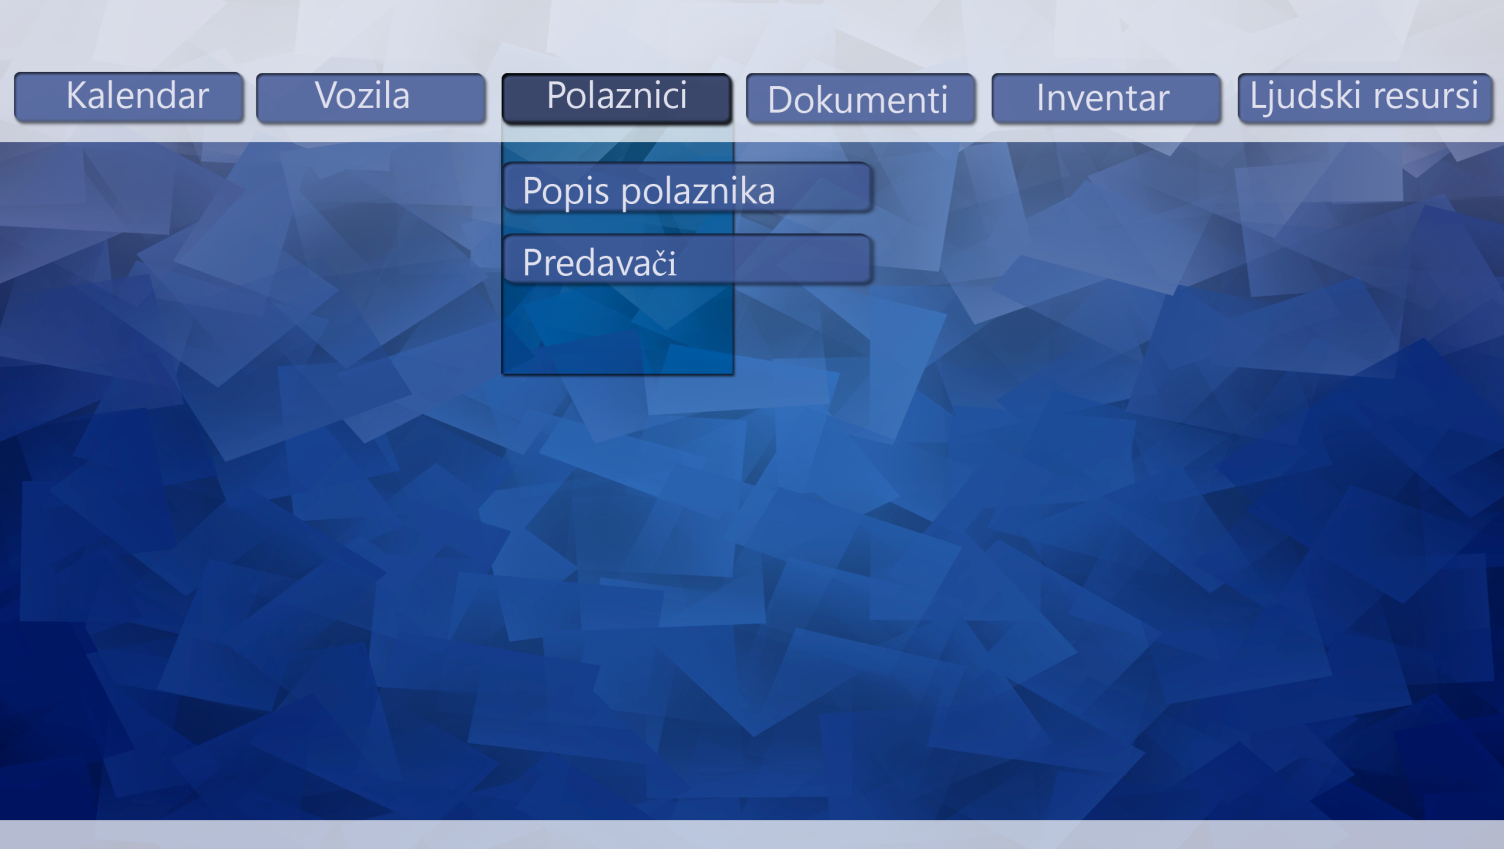 Kalendar
Vozila
Polaznici
Dokumenti
Inventar
Ljudski resursi
Popis polaznika
Predavači